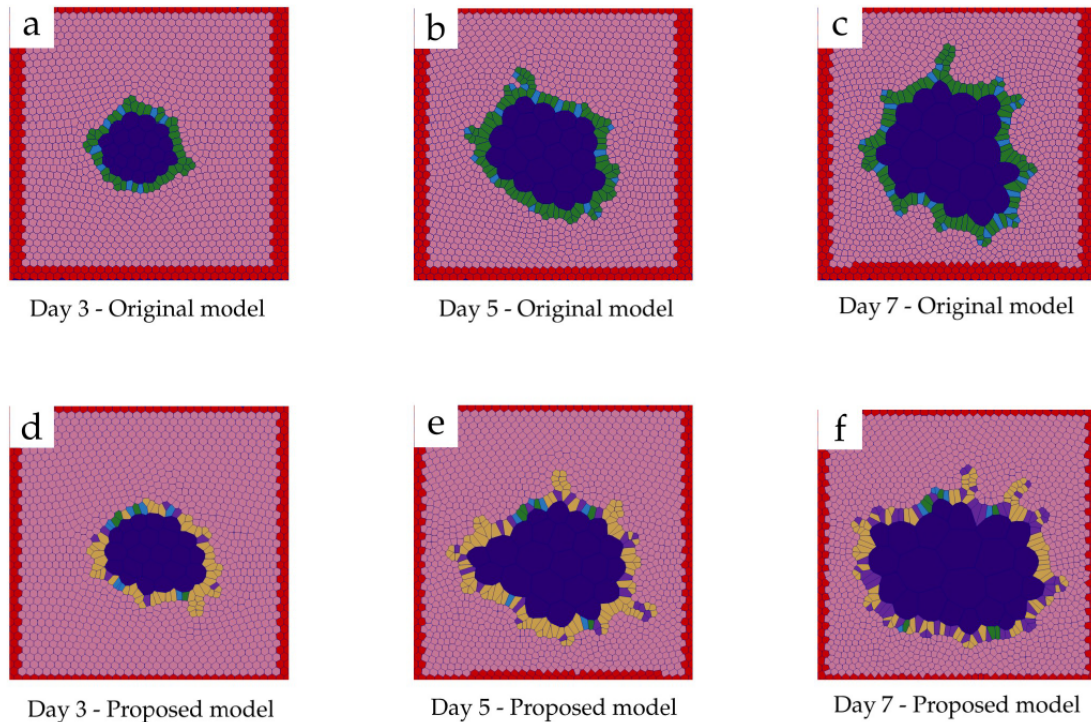 a
b
c
Day 3 - Original model
Day 5 - Original model
Day 7 - Original model
d
e
f
Day 3 - Proposed model
Day 5 - Proposed model
Day 7 - Proposed model